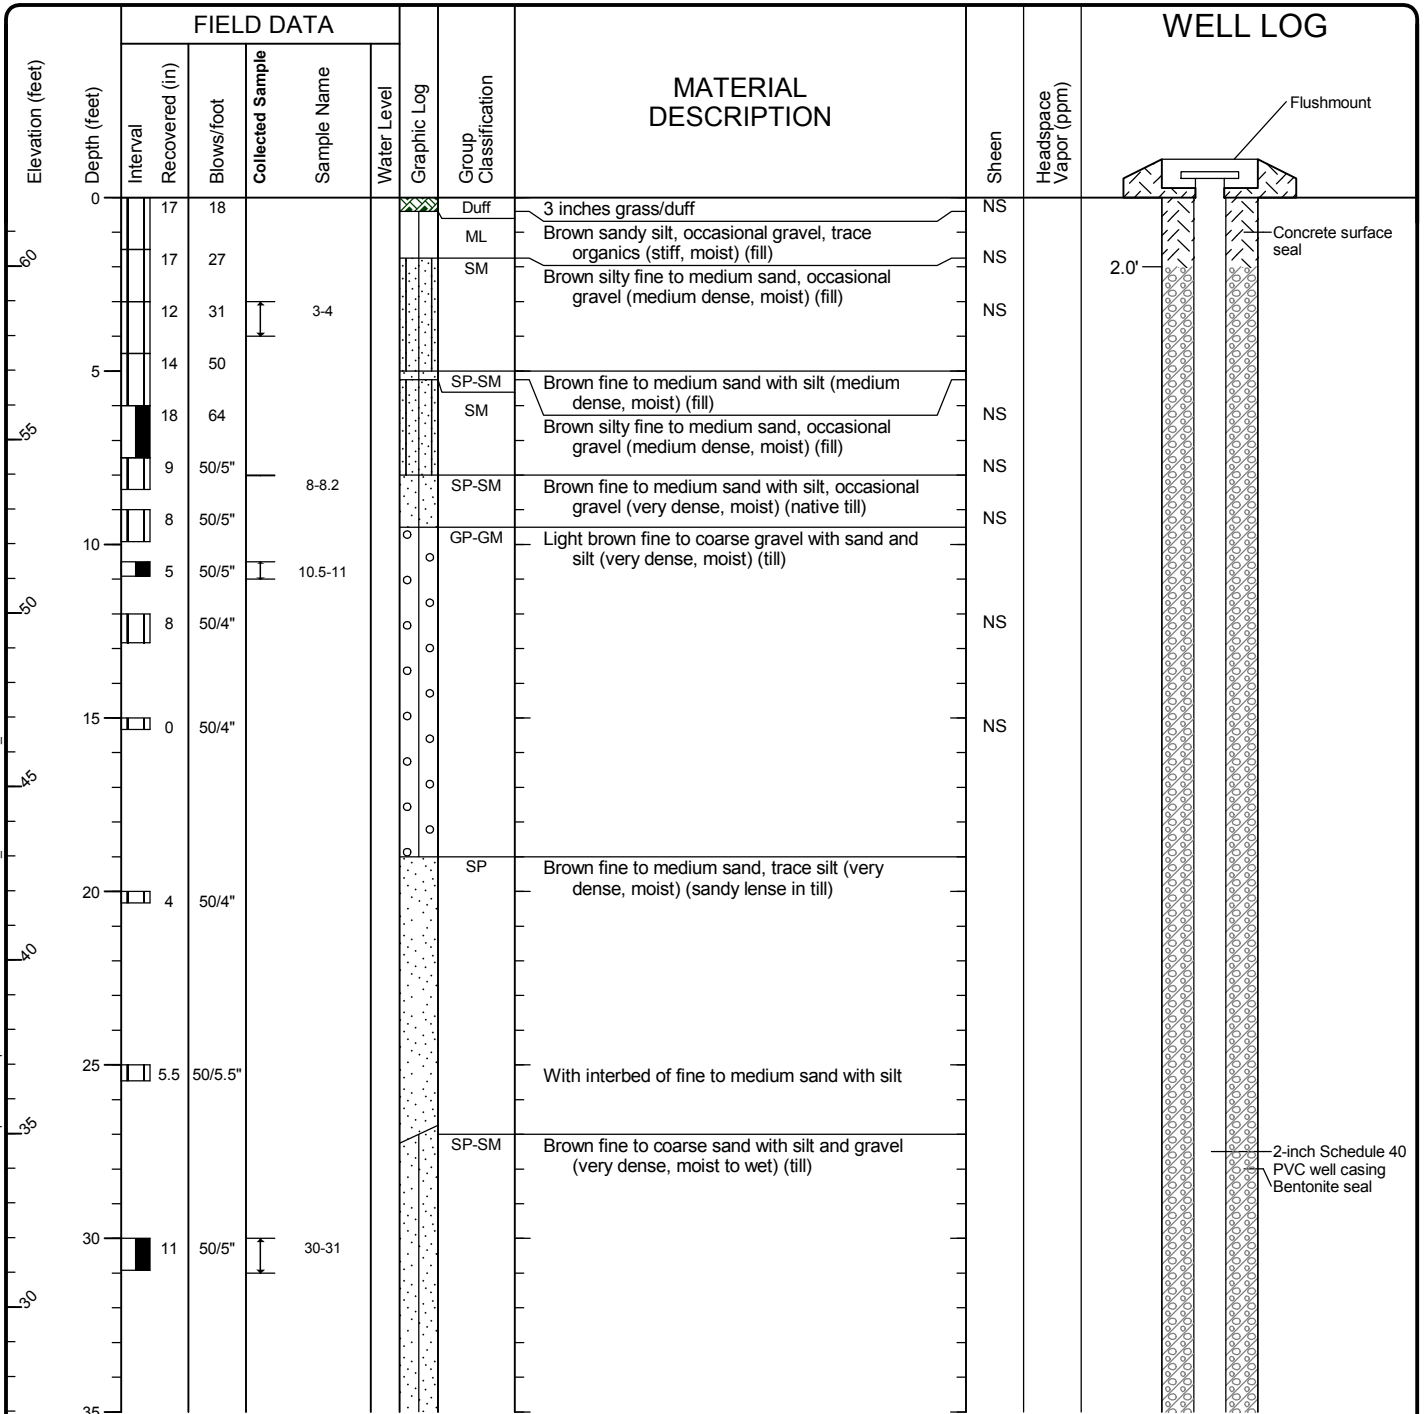 FIELD DATA
WELL LOG
Elevation (feet)
Depth (feet)
Interval
Recovered (in)
Blows/foot
Collected Sample
Sample Name
Water Level
Graphic Log
Group
Classification
MATERIAL
DESCRIPTION
Sheen
Headspace
Vapor (ppm)
Flushmount
0
17
18
Duff
3 inches grass/duff
NS
ML
Brown sandy silt, occasional gravel, trace
organics (stiff, moist) (fill)
Concrete surface
seal
60
17
27
NS
SM
Brown silty fine to medium sand, occasional
gravel (medium dense, moist) (fill)
2.0'
12
31
3-4
NS
14
50
5
SP-SM
Brown fine to medium sand with silt (medium
dense, moist) (fill)
18
64
SM
NS
55
Brown silty fine to medium sand, occasional
gravel (medium dense, moist) (fill)
9
50/5"
NS
8-8.2
SP-SM
Brown fine to medium sand with silt, occasional
gravel (very dense, moist) (native till)
8
50/5"
NS
10
GP-GM
Light brown fine to coarse gravel with sand and
silt (very dense, moist) (till)
5
50/5"
10.5-11
50
8
50/4"
NS
15
0
50/4"
NS
45
SP
Brown fine to medium sand, trace silt (very
dense, moist) (sandy lense in till)
20
4
50/4"
40
25
5.5
50/5.5"
With interbed of fine to medium sand with silt
35
SP-SM
Brown fine to coarse sand with silt and gravel
(very dense, moist to wet) (till)
2-inch Schedule 40
PVC well casing
Bentonite seal
30
11
50/5"
30-31
30
35